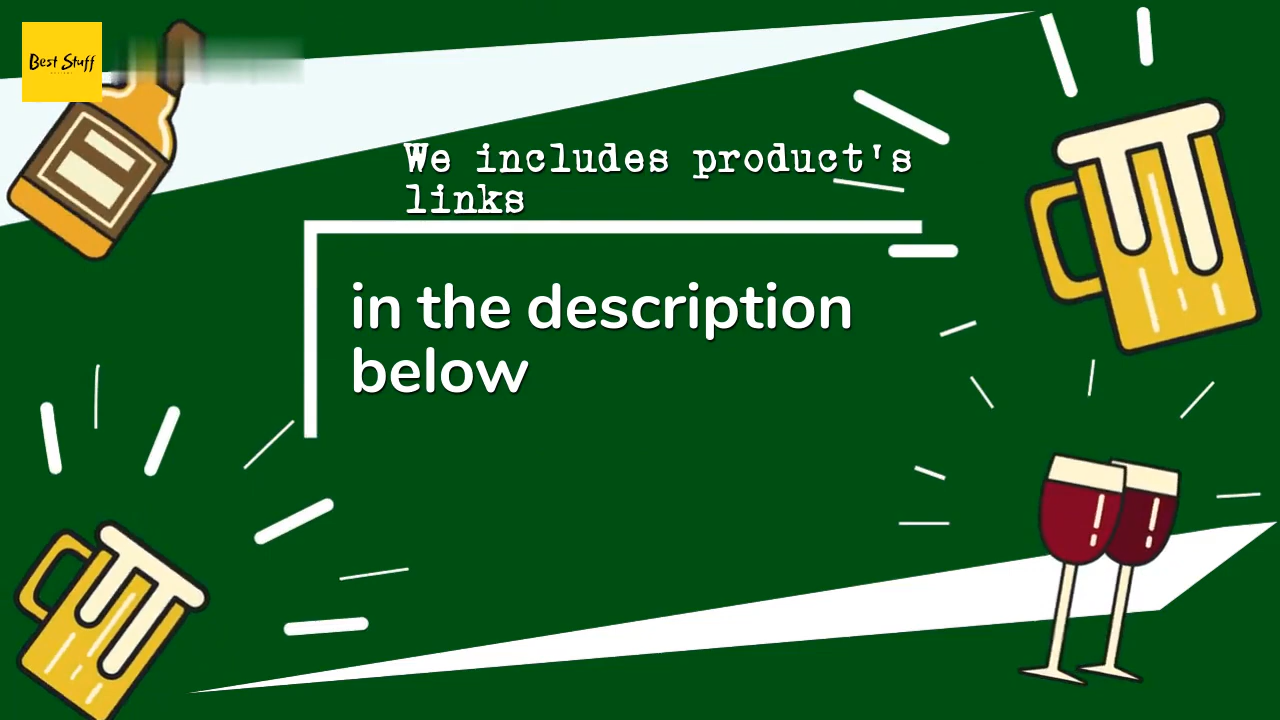 Best Stuff
We includes product's
links
in the description
below